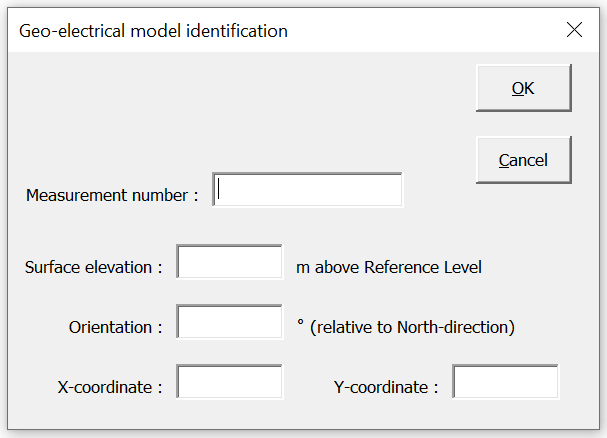 Geo-electrical model identification
OK
Cancel
Measurement number :
Surface elevation : m above Reference Level
Orientation : ° (relative to North-direction)
X-coordinate : Y-coordinate :